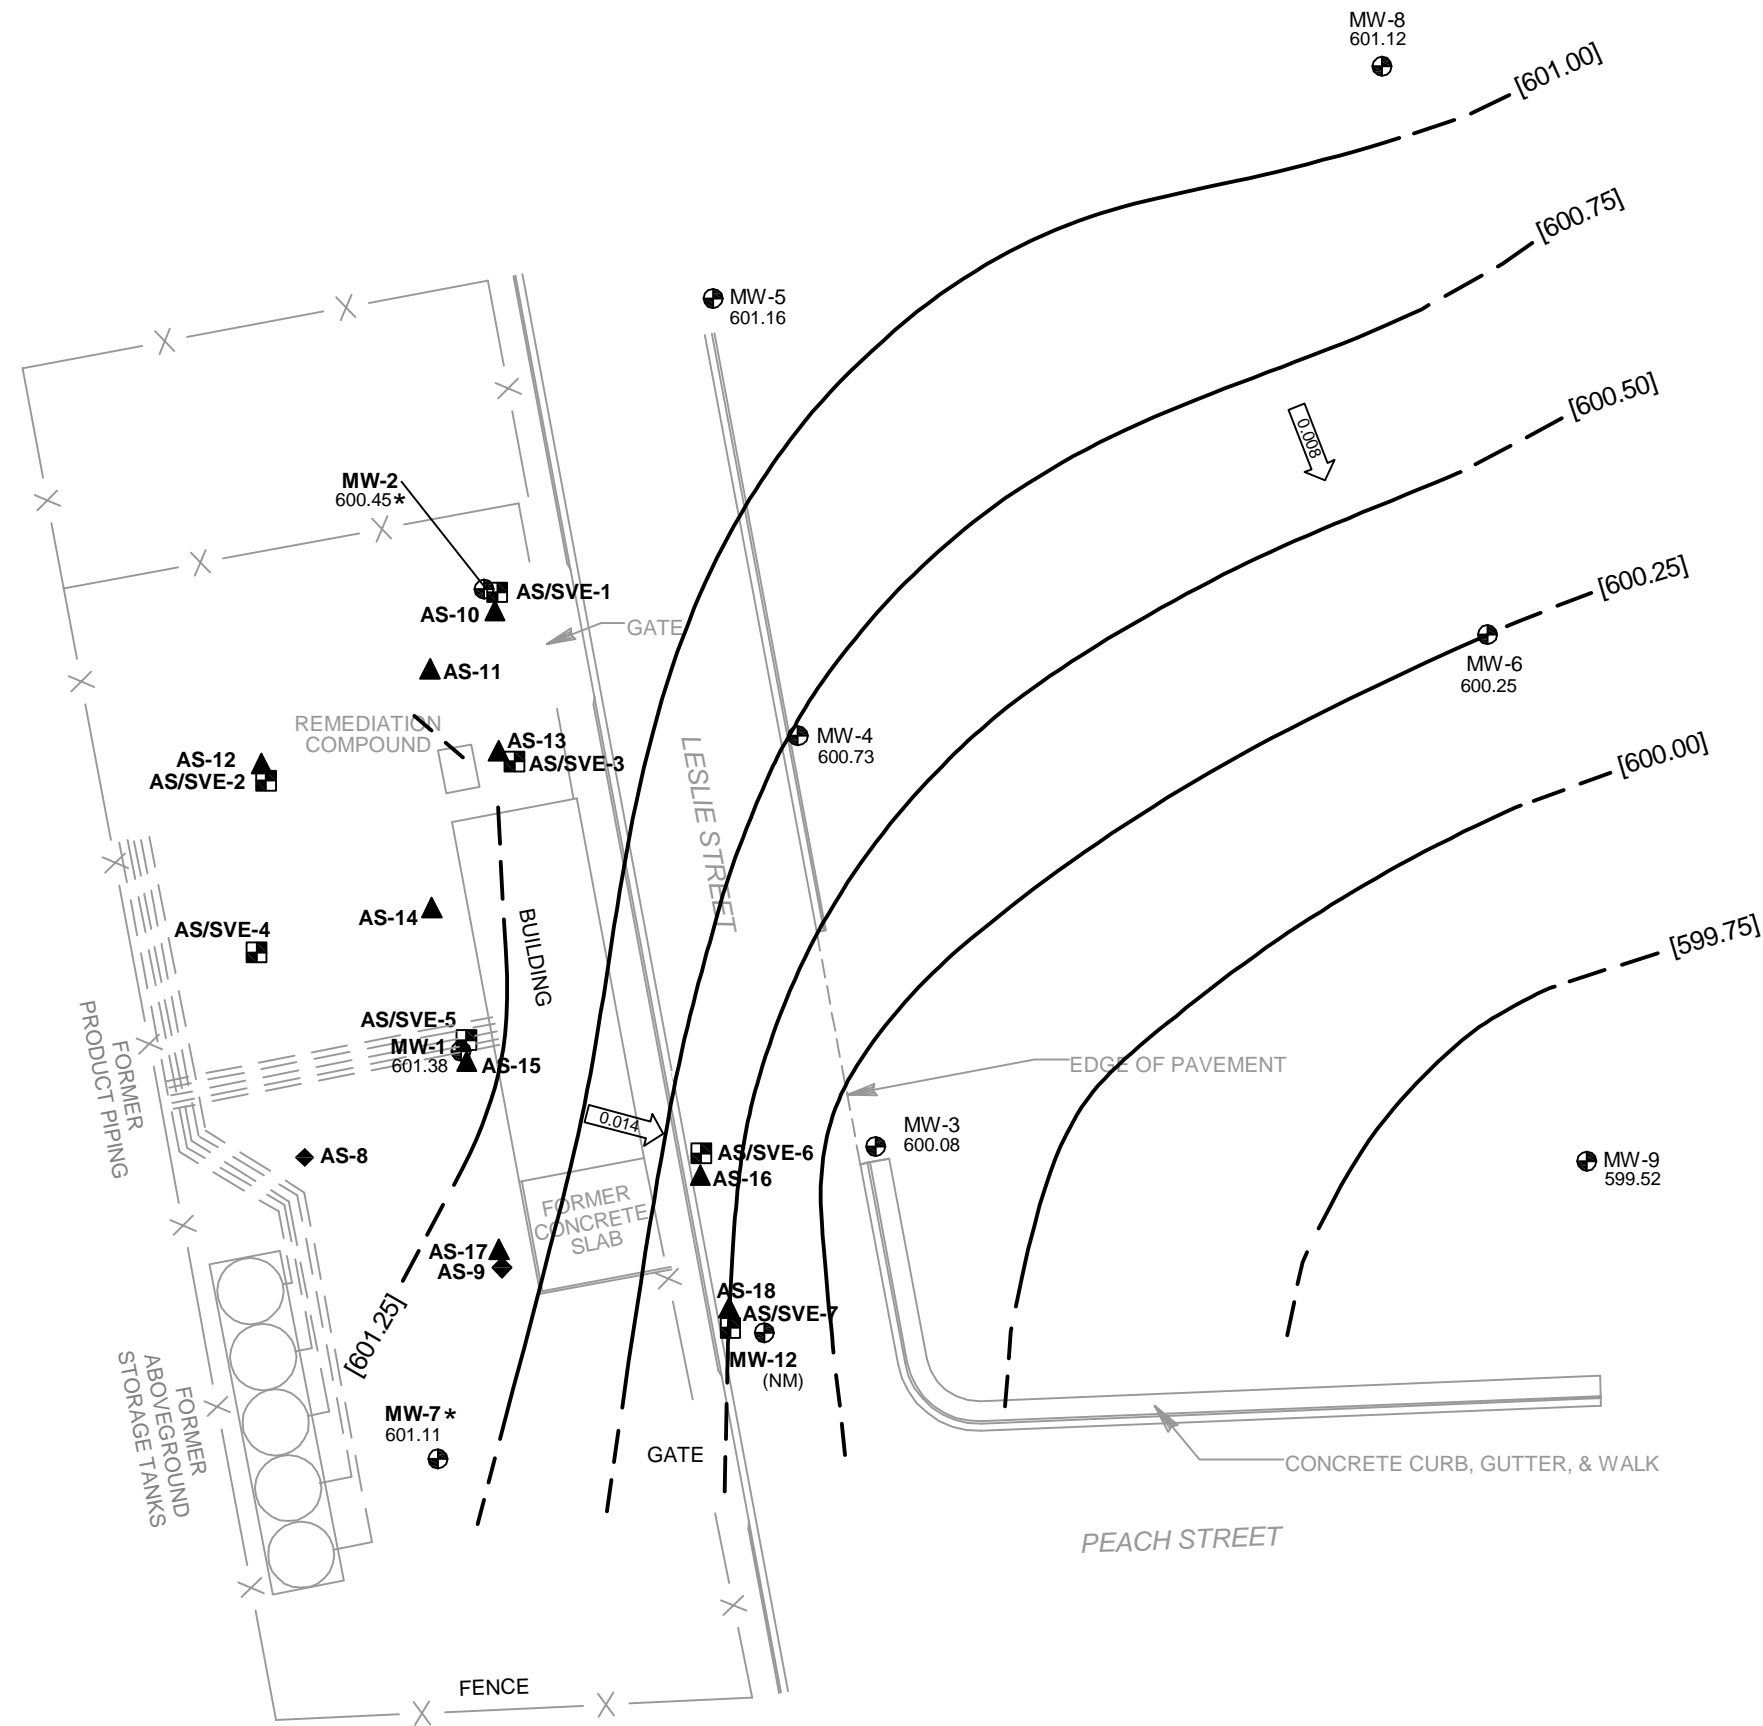 MW-8
601.12
[601.00]
[600.75]
MW-5
601.16
[600.50]
0.008
MW-2
600.45*
AS/SVE-1
AS-10
GATE
[600.25]
MW-6
600.25
AS-11
REMEDIATION
COMPOUND
AS-13
AS/SVE-3
AS-12
AS/SVE-2
MW-4
600.73
LESLIE STREET
[600.00]
AS-14
BUILDING
AS/SVE-4
[599.75]
AS/SVE-5
MW-1
601.38
AS-15
FORMER
PRODUCT PIPING
EDGE OF PAVEMENT
0.014
MW-3
600.08
AS-8
AS/SVE-6
AS-16
MW-9
599.52
FORMER
CONCRETE
SLAB
AS-17
AS-9
AS-18
AS/SVE-7
MW-12
(NM)
[601.25]
FORMER
ABOVEGROUND
STORAGE TANKS
MW-7*
601.11
GATE
CONCRETE CURB, GUTTER, & WALK
PEACH STREET
FENCE